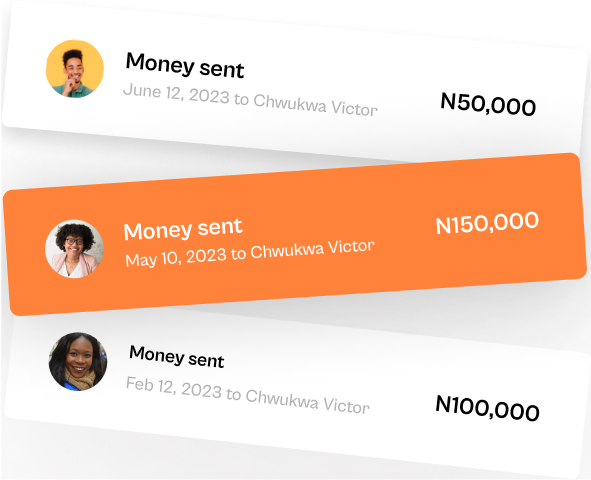 Money sent
June 12, 2023 to Chwukwa Victor
N50,000
Money sent
May 10, 2023 to Chwukwa Victor
N150,000
Money sent
Feb 12, 2023 to Chwukwa Victor
N100,000